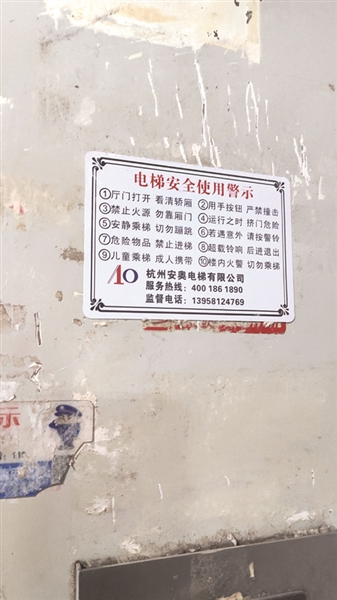 电梯安全使用警示
①厅门打开 看清轿厢 ②用手按钮 严禁撞击
③禁止火源 勿靠厢门 ④运行之时 挤门危险
⑤安静乘梯 切勿蹦跳 ⑥若遇意外 请按警铃
⑦危险物品 禁止进梯 ⑧超载铃响 后进退出
⑨儿童乘梯 成人携带 ⑩楼内火警 切勿乘梯
AO 杭州安奥电梯有限公司
服务热线：400 186 1890
监督电话：13958124769
示
110